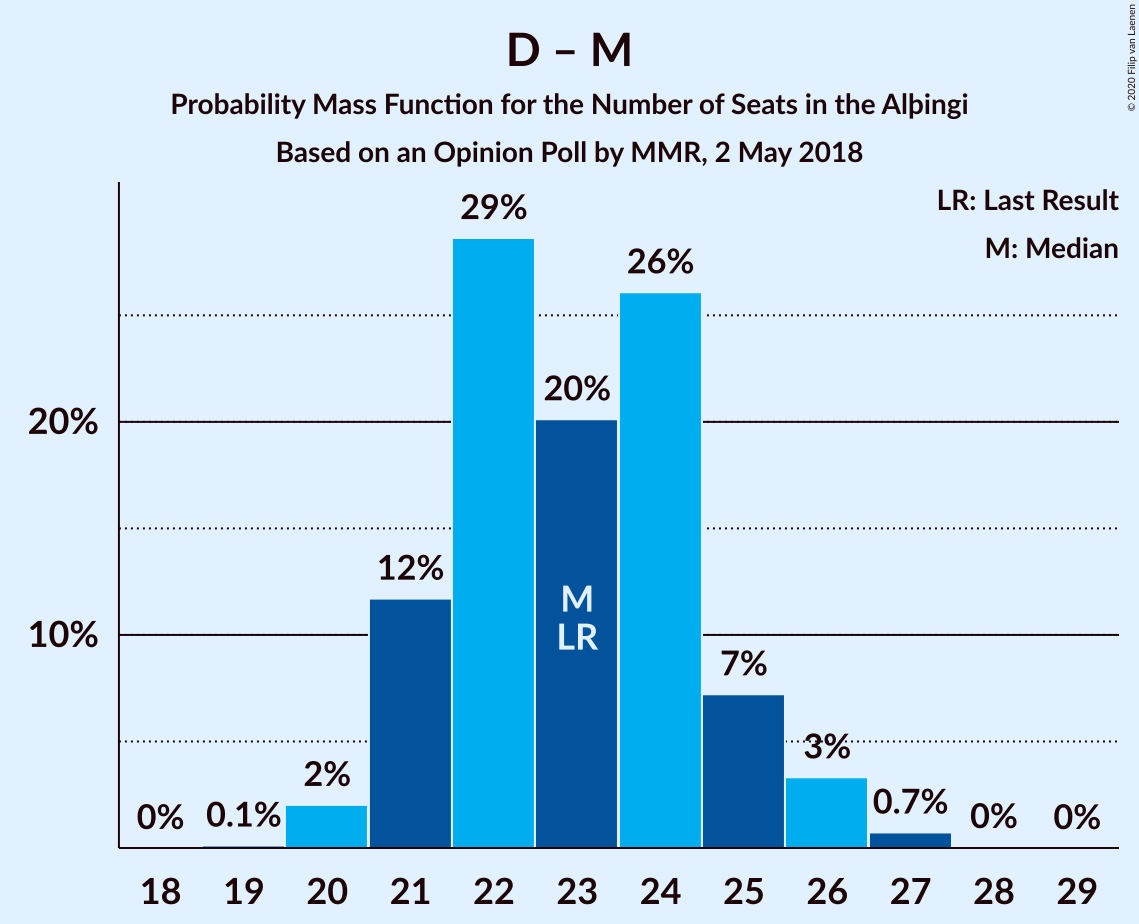 D – M
Probability Mass Function for the Number of Seats in the Alþingi
Based on an Opinion Poll by MMR, 2 May 2018
© 2020 Filip van Laenen
LR: Last Result
M: Median
29%
26%
20%
20%
12%
10%
7%
3%
2%
0.7%
0%
0.1%
0%
0%
M
LR
18 19 20 21 22 23 24 25 26 27 28 29